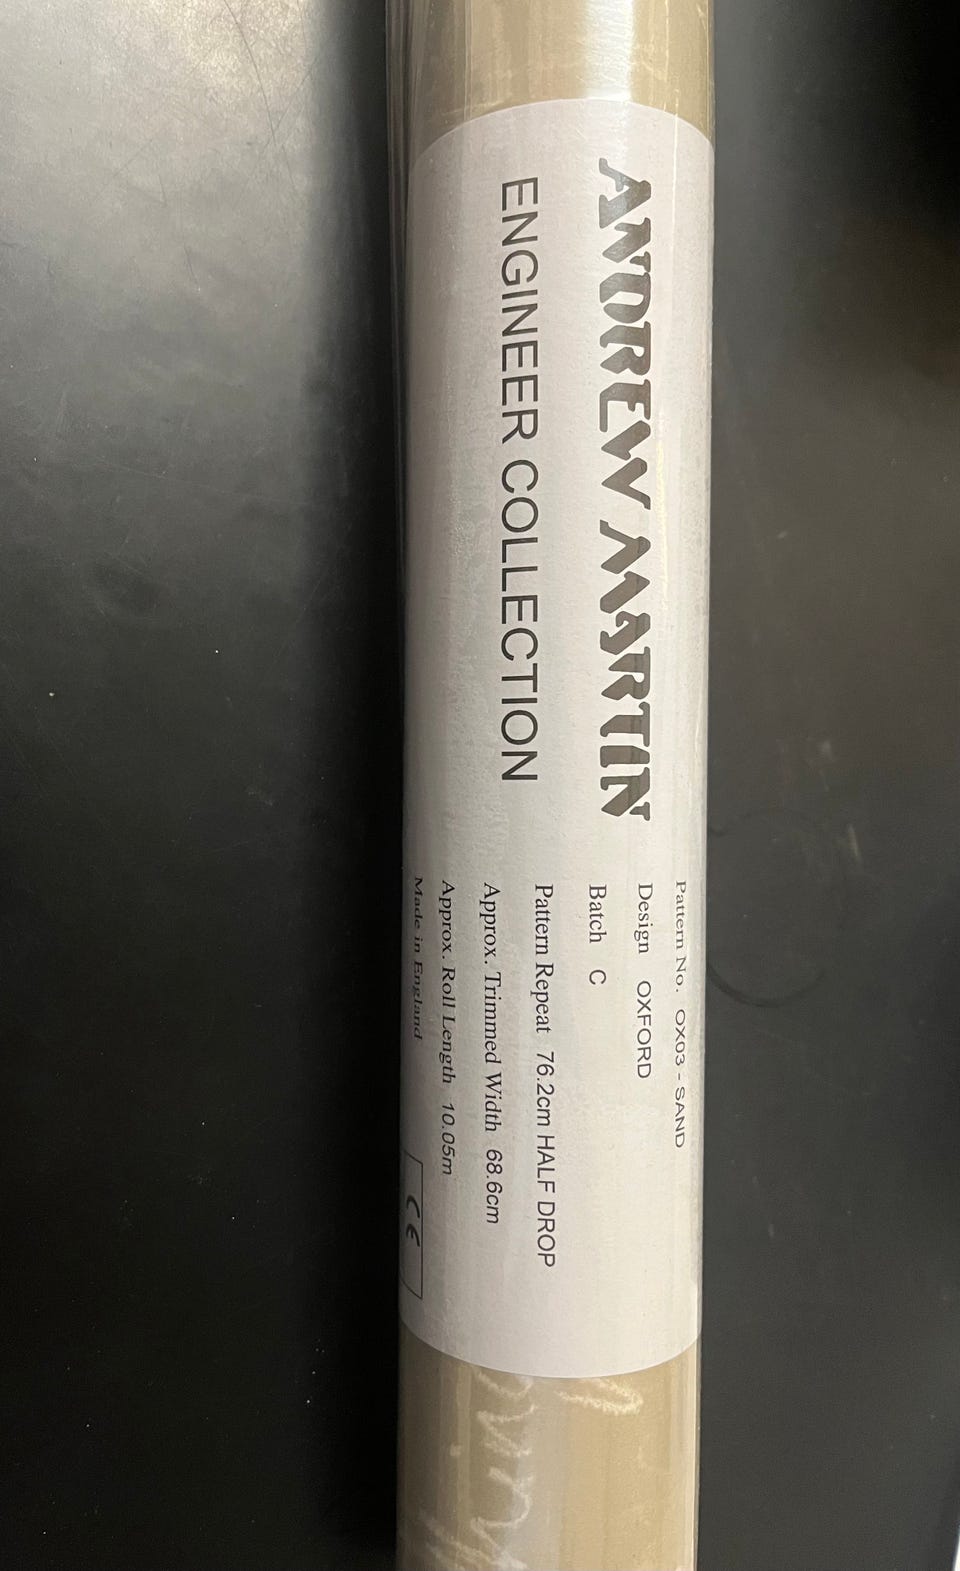 ANDREW MARTIN
ENGINEER COLLECTION
Pattern No. OX03 - SAND
Design OXFORD
Batch C
Pattern Repeat 76.2cm HALF DROP
Approx. Trimmed Width 68.6cm
Approx. Roll Length 10.05m
Made in England
CE